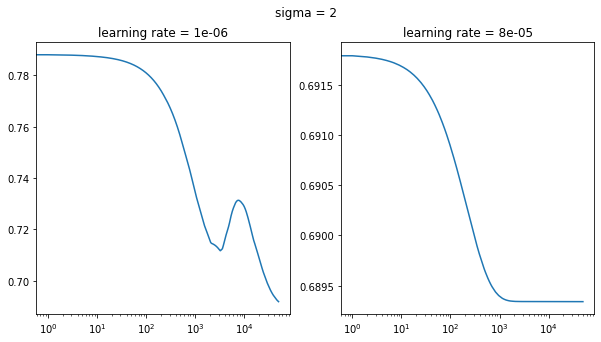 sigma = 2
learning rate = 1e-06
learning rate = 8e-05
0.78
0.76
0.74
0.72
0.70
10⁰ 10¹ 10² 10³ 10⁴
0.6915
0.6910
0.6905
0.6900
0.6895
10⁰ 10¹ 10² 10³ 10⁴